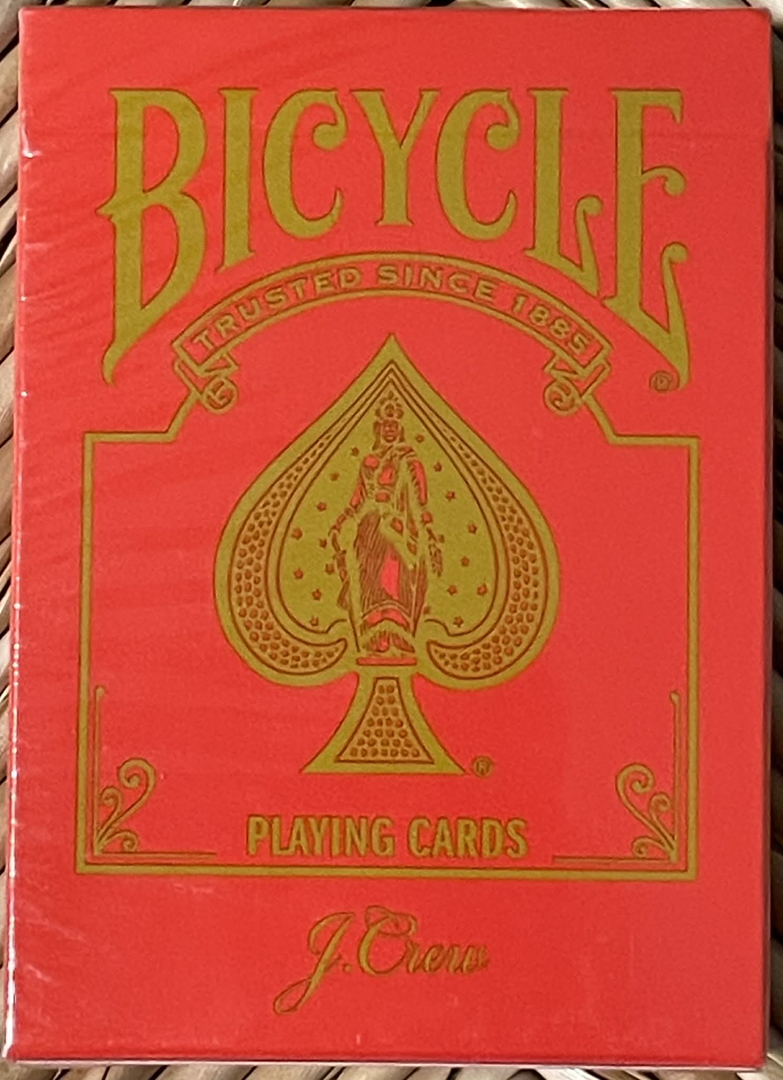 BICYCLE®
TRUSTED SINCE 1885
®
PLAYING CARDS
J.Crew